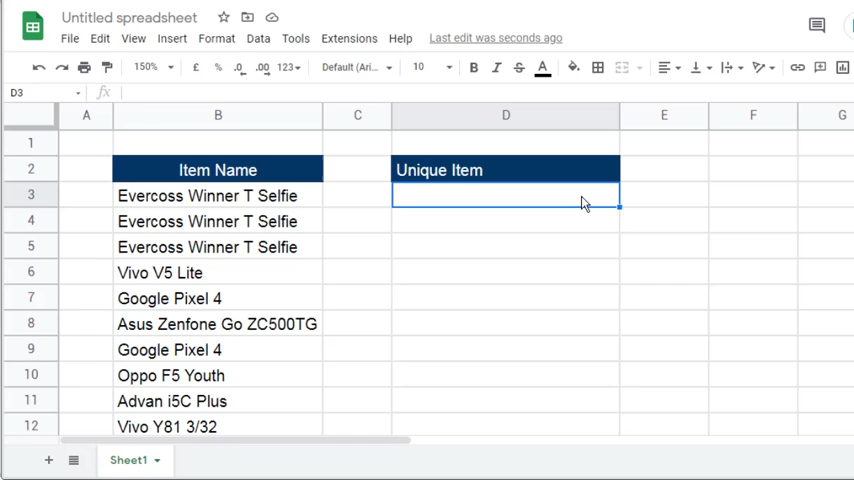 Untitled spreadsheet
File Edit View Insert Format Data Tools Extensions Help Last edit was seconds ago
150% £ % .0 .00 123 Default (Ari... 10 B I S A
D3 fx
A B C D E F G
1
2 Item Name Unique Item
3 Evercoss Winner T Selfie
4 Evercoss Winner T Selfie
5 Evercoss Winner T Selfie
6 Vivo V5 Lite
7 Google Pixel 4
8 Asus Zenfone Go ZC500TG
9 Google Pixel 4
10 Oppo F5 Youth
11 Advan i5C Plus
12 Vivo Y81 3/32
Sheet1